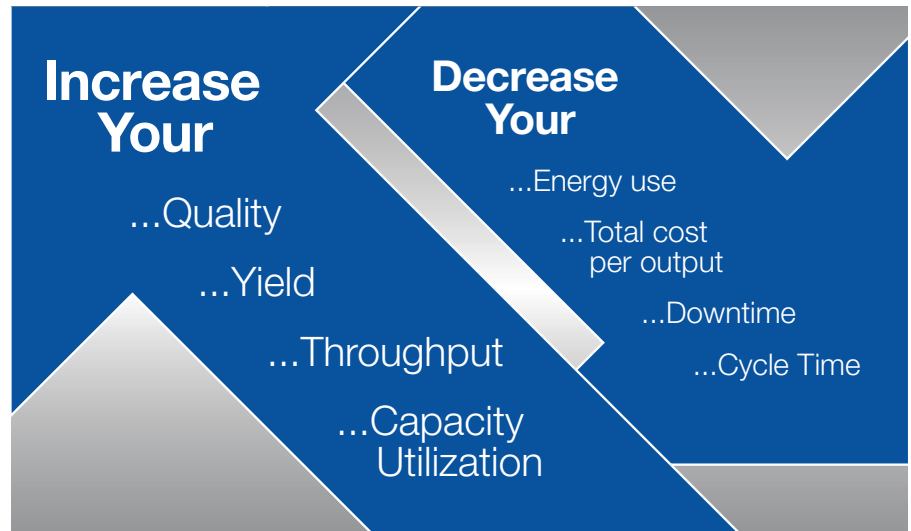 Increase
Your
...Quality
...Yield
...Throughput
...Capacity
Utilization
Decrease
Your
...Energy use
...Total cost
per output
...Downtime
...Cycle Time